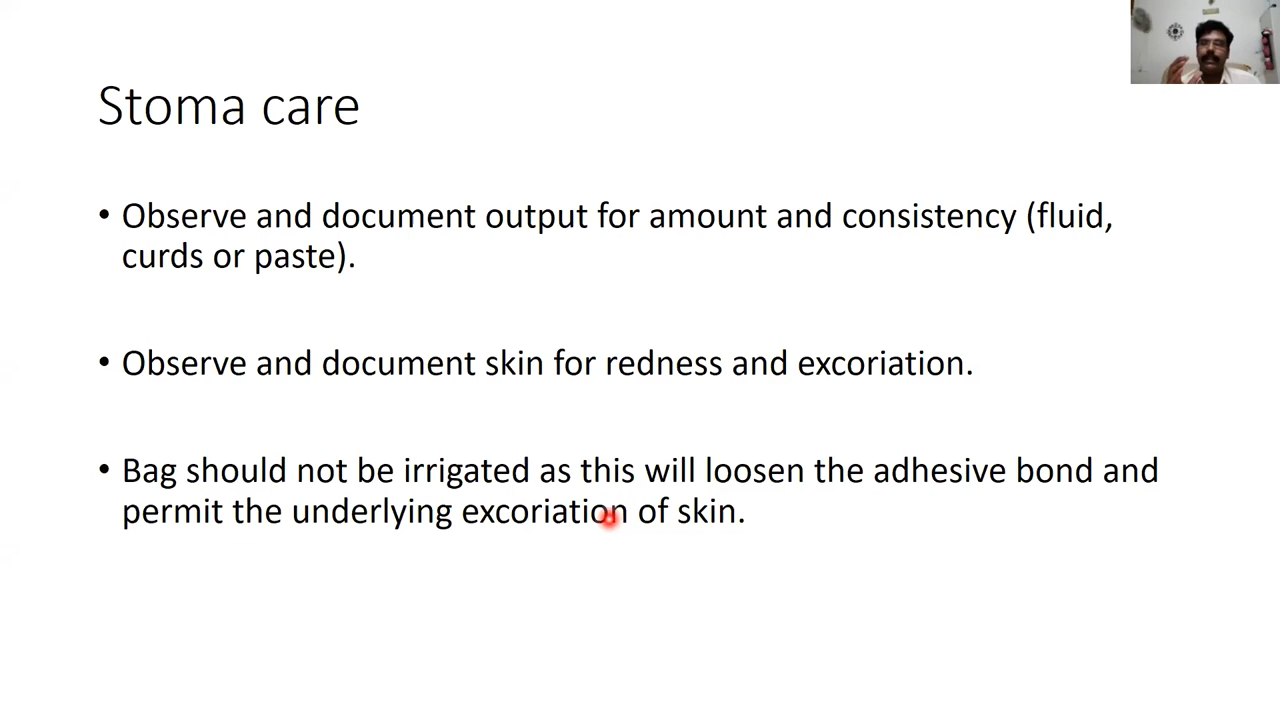 Stoma care
• Observe and document output for amount and consistency (fluid,
curds or paste).
• Observe and document skin for redness and excoriation.
• Bag should not be irrigated as this will loosen the adhesive bond and
permit the underlying excoriation of skin.